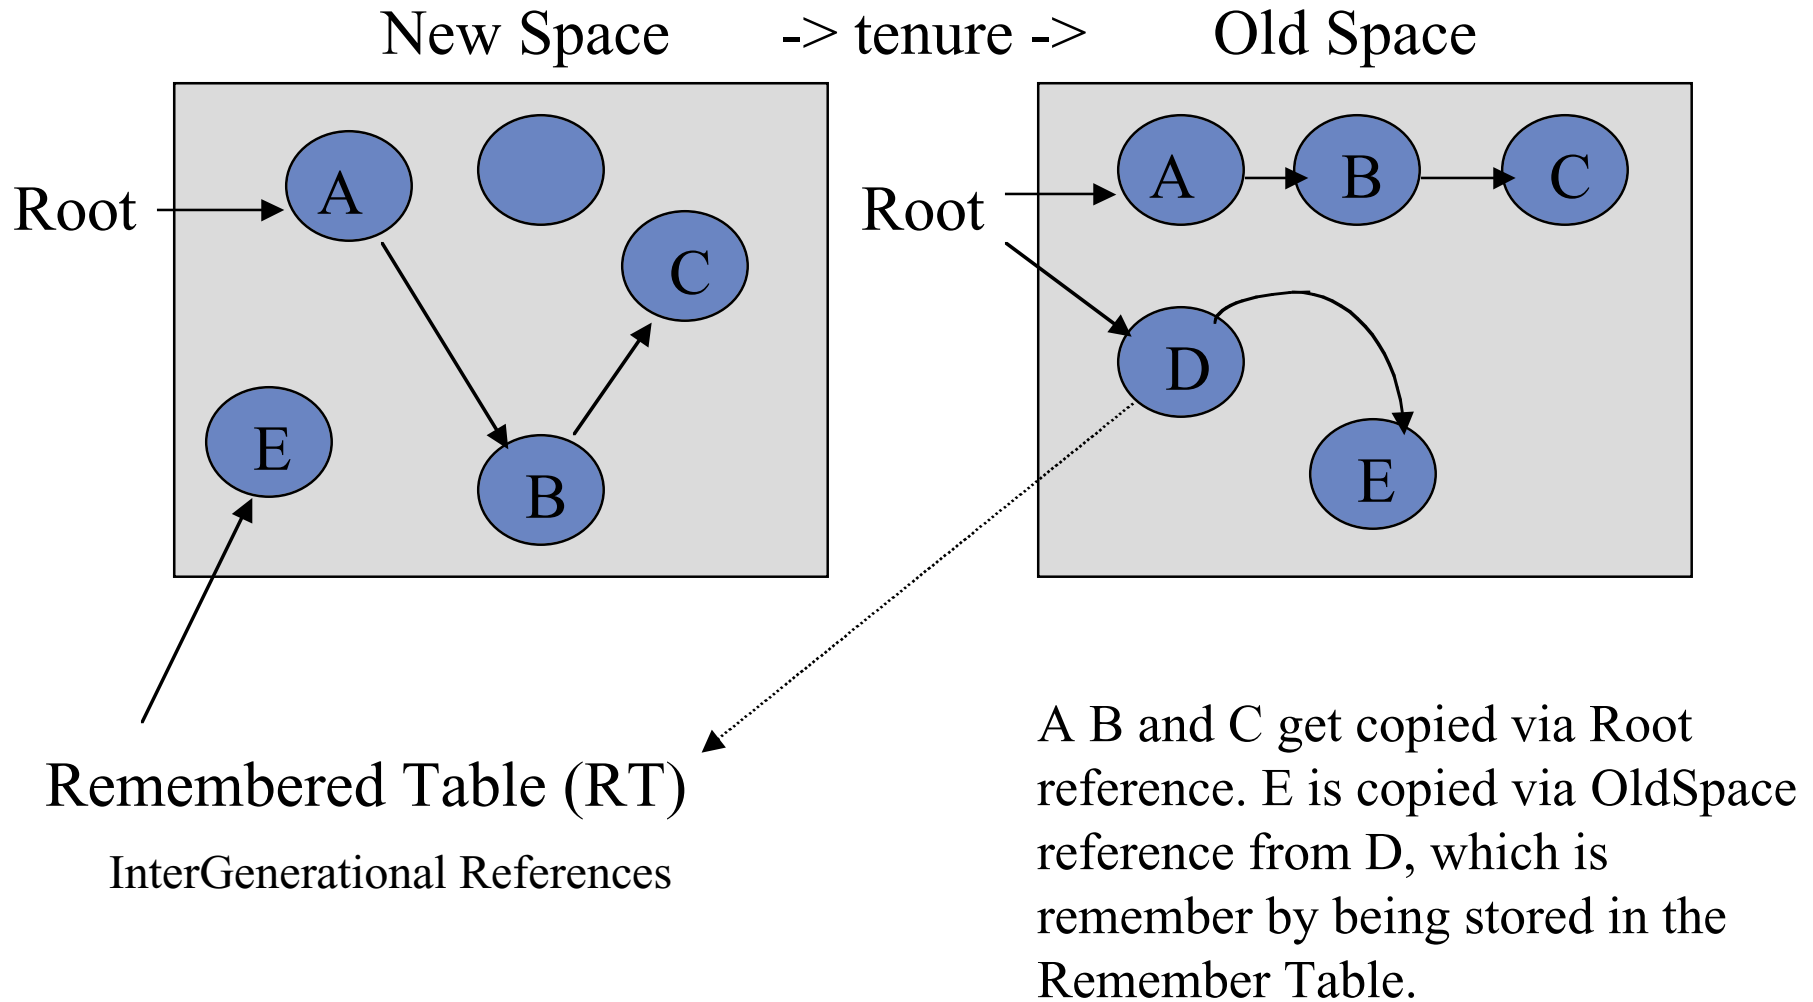 New Space -> tenure -> Old Space
A
Root
C
E
B
Root
A B C
D
E
Remembered Table (RT)
InterGenerational References
A B and C get copied via Root
reference. E is copied via OldSpace
reference from D, which is
remember by being stored in the
Remember Table.